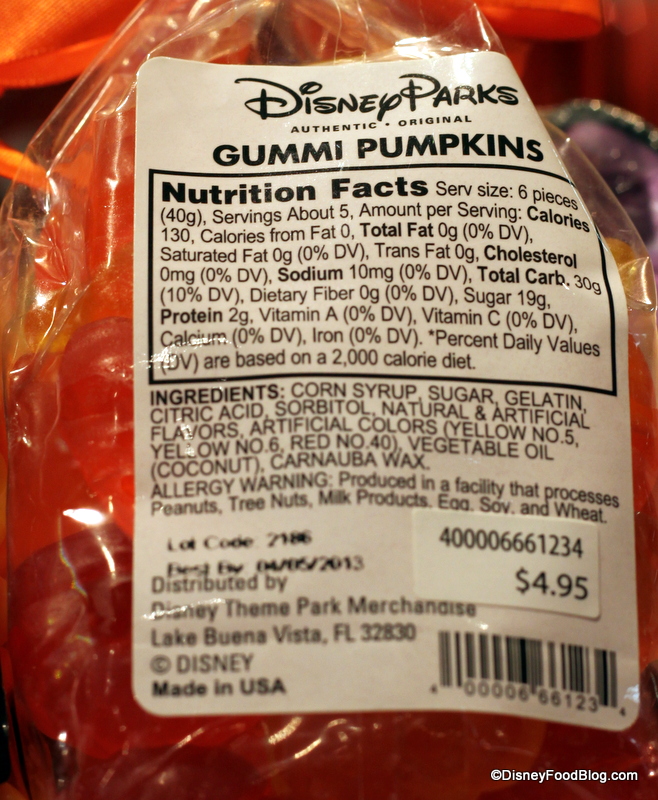 DISNEY PARKS
AUTHENTIC • ORIGINAL
GUMMI PUMPKINS
Nutrition Facts Serv size: 6 pieces
(40g), Servings About 5, Amount per Serving: Calories
130, Calories from Fat 0, Total Fat 0g (0% DV),
Saturated Fat 0g (0% DV), Trans Fat 0g, Cholesterol
0mg (0% DV), Sodium 10mg (0% DV), Total Carb. 30g
(10% DV), Dietary Fiber 0g (0% DV), Sugar 19g,
Protein 2g, Vitamin A (0% DV), Vitamin C (0% DV),
Calcium (0% DV), Iron (0% DV). *Percent Daily Values
(DV) are based on a 2,000 calorie diet.
INGREDIENTS: CORN SYRUP, SUGAR, GELATIN,
CITRIC ACID, SORBITOL, NATURAL & ARTIFICIAL
FLAVORS, ARTIFICIAL COLORS (YELLOW NO.5,
YELLOW NO.6, RED NO.40), VEGETABLE OIL
(COCONUT), CARNAUBA WAX.
ALLERGY WARNING: Produced in a facility that processes
Peanuts, Tree Nuts, Milk Products, Egg, Soy, and Wheat.
400006661234
$4.95
Lot Code: 2186
Best By: 04/05/2013
Distributed by
Disney Theme Park Merchandise
Lake Buena Vista, FL 32830
© DISNEY
Made in USA
4 00006 66123 4
©DisneyFoodBlog.com